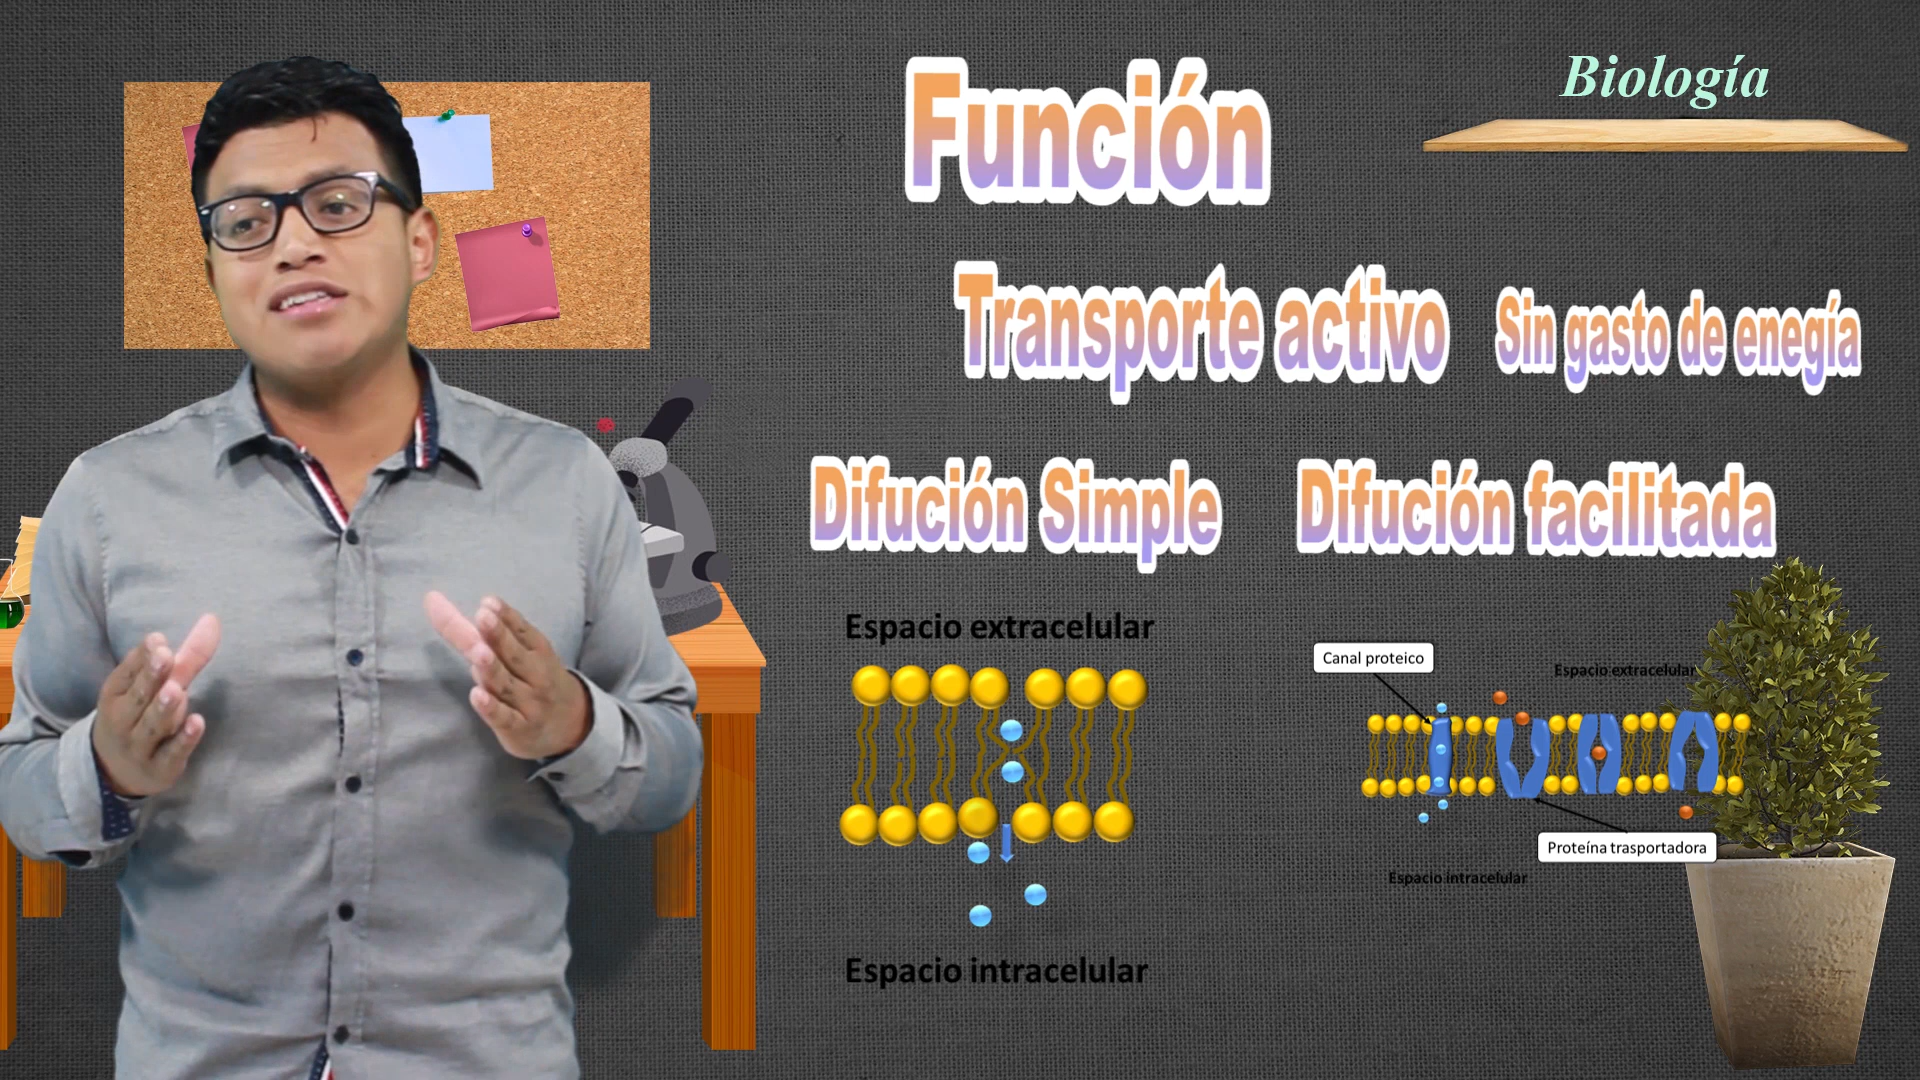 Biología
Función
Transporte activo
Sin gasto de enegía
Difución Simple
Difución facilitada
Espacio extracelular
Espacio intracelular
Canal proteico
Espacio extracelular
Proteína trasportadora
Espacio intracelular